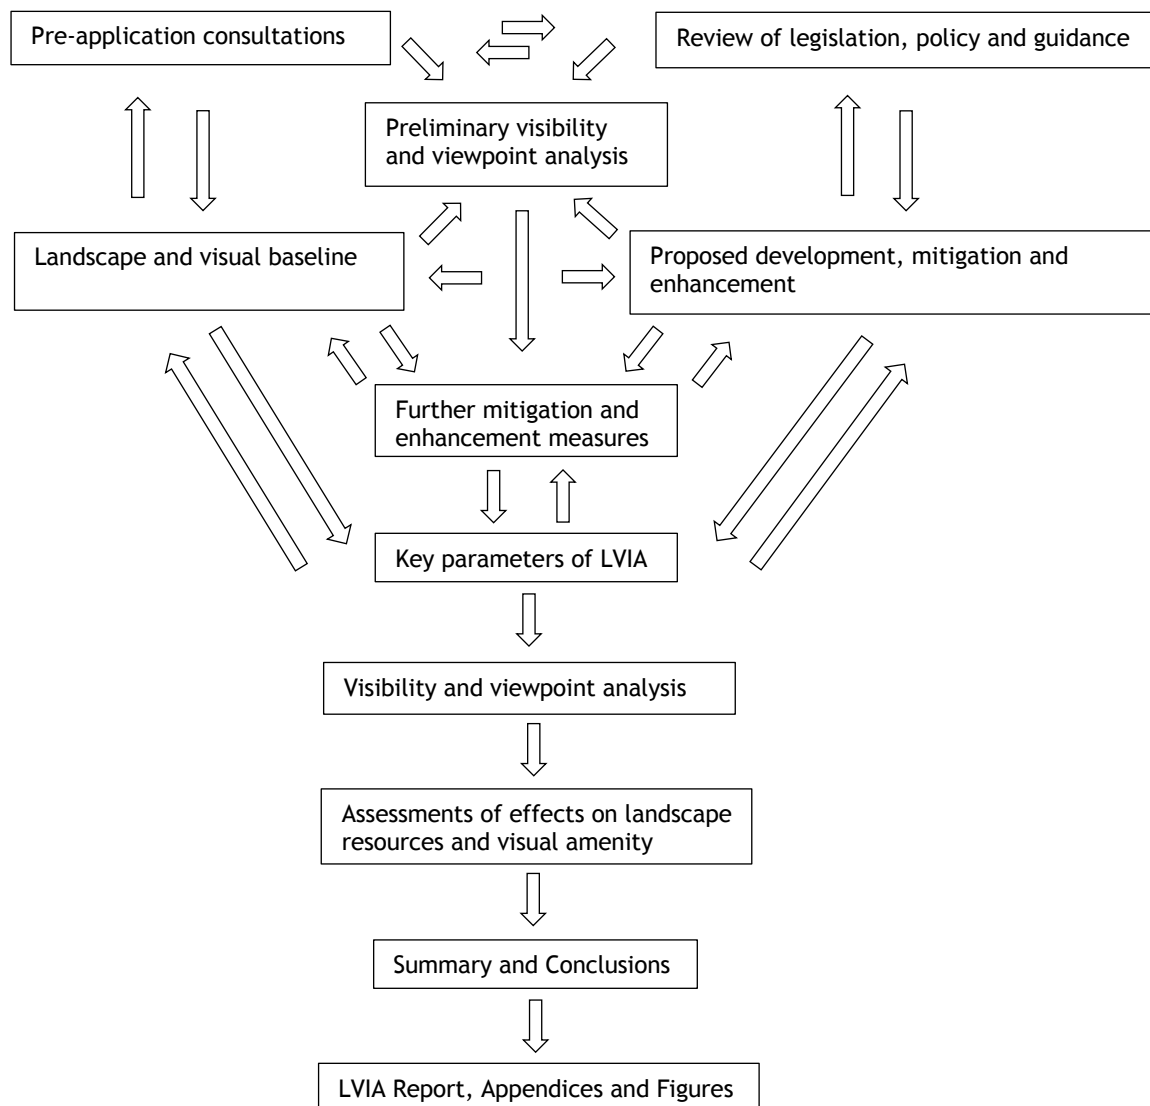 Pre-application consultations
Review of legislation, policy and guidance
Preliminary visibility
and viewpoint analysis
Landscape and visual baseline
Proposed development, mitigation and
enhancement
Further mitigation and
enhancement measures
Key parameters of LVIA
Visibility and viewpoint analysis
Assessments of effects on landscape
resources and visual amenity
Summary and Conclusions
LVIA Report, Appendices and Figures